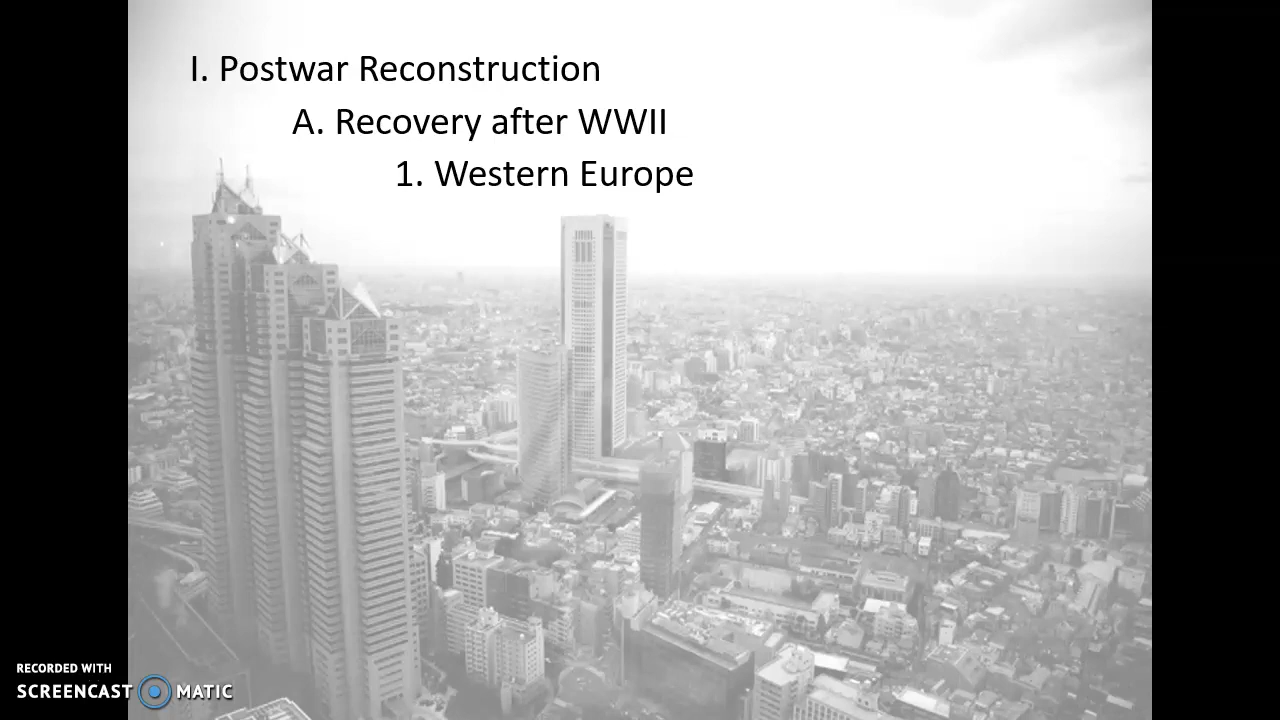 I. Postwar Reconstruction
A. Recovery after WWII
1. Western Europe
RECORDED WITH
SCREENCAST MATIC